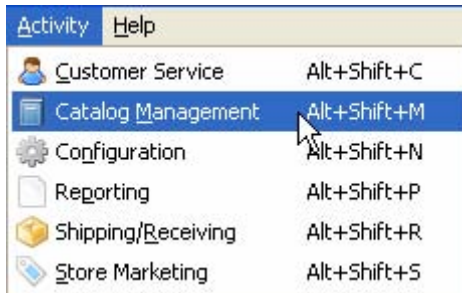 Activity Help
Customer Service Alt+Shift+C
Catalog Management Alt+Shift+M
Configuration Alt+Shift+N
Reporting Alt+Shift+P
Shipping/Receiving Alt+Shift+R
Store Marketing Alt+Shift+S